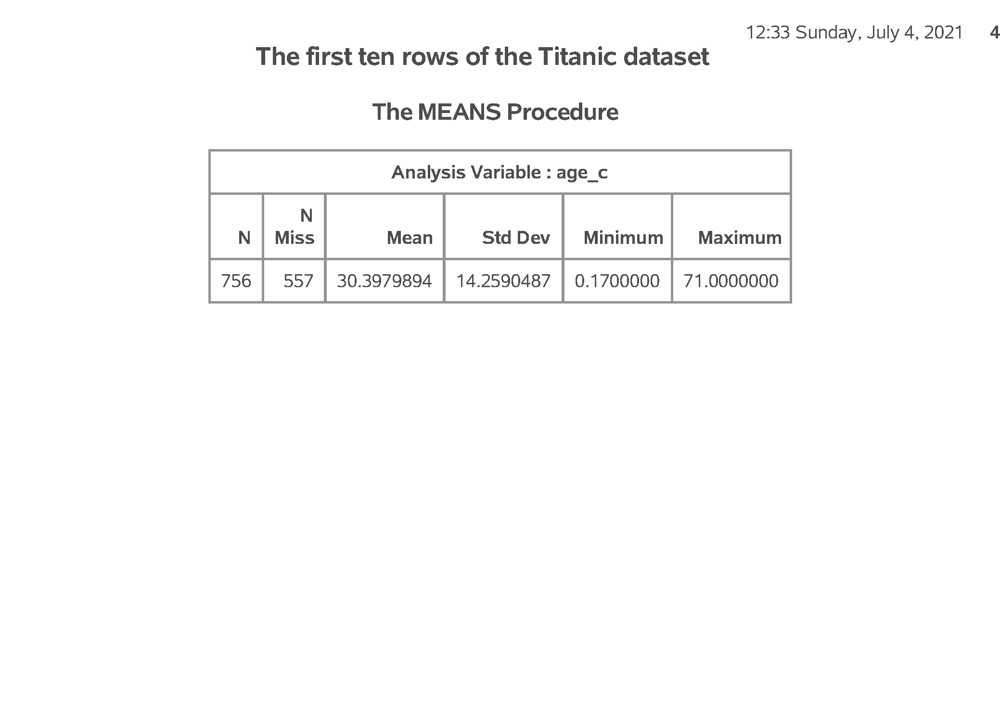 12:33 Sunday, July 4, 2021 4
The first ten rows of the Titanic dataset
The MEANS Procedure
Analysis Variable : age_c
N N Miss Mean Std Dev Minimum Maximum
756 557 30.3979894 14.2590487 0.1700000 71.0000000